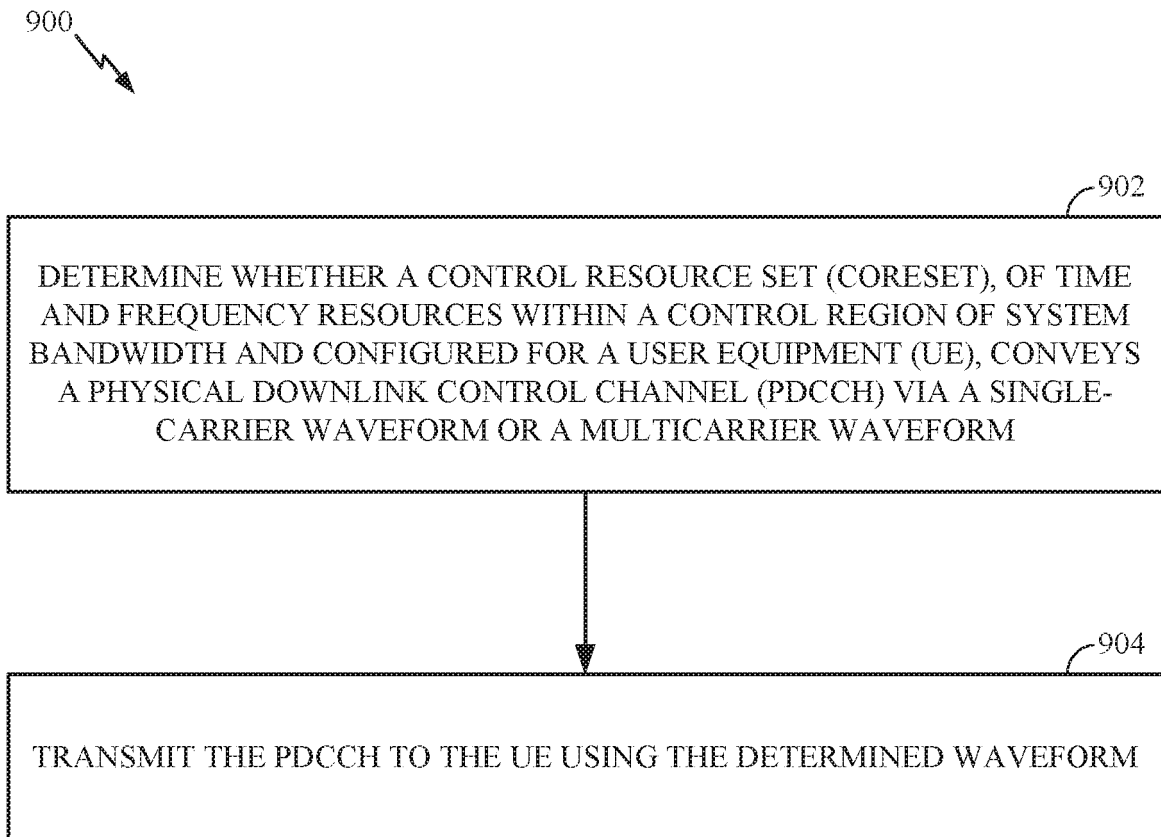 900
902
DETERMINE WHETHER A CONTROL RESOURCE SET (CORESET), OF TIME
AND FREQUENCY RESOURCES WITHIN A CONTROL REGION OF SYSTEM
BANDWIDTH AND CONFIGURED FOR A USER EQUIPMENT (UE), CONVEYS
A PHYSICAL DOWNLINK CONTROL CHANNEL (PDCCH) VIA A SINGLE-
CARRIER WAVEFORM OR A MULTICARRIER WAVEFORM
904
TRANSMIT THE PDCCH TO THE UE USING THE DETERMINED WAVEFORM